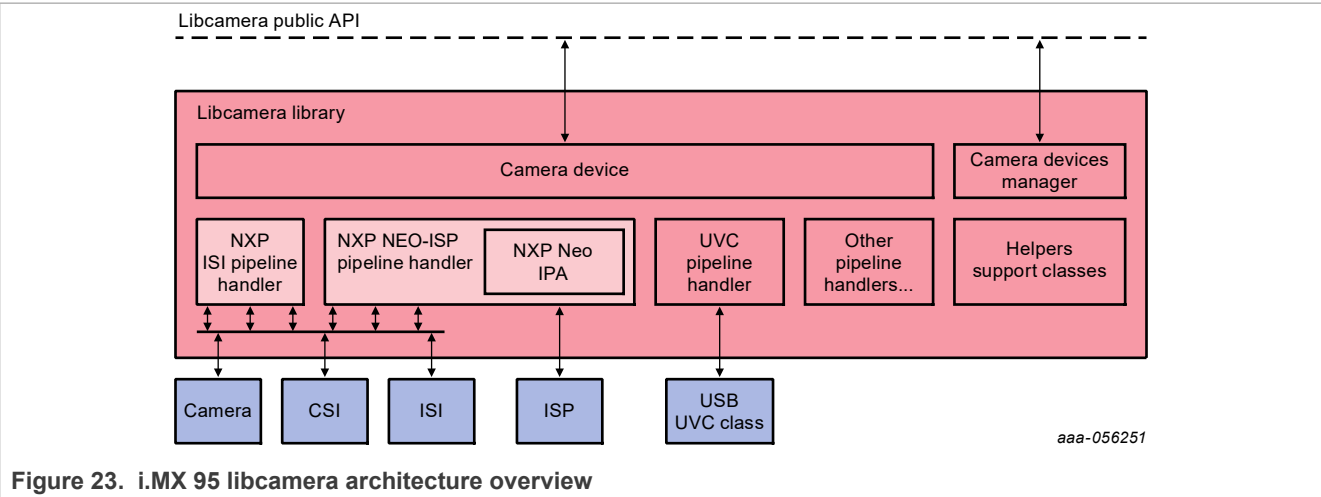 Libcamera public API
Libcamera library
Camera device
Camera devices
manager
NXP
ISI pipeline
handler
NXP NEO-ISP
pipeline handler
NXP Neo
IPA
UVC
pipeline
handler
Other
pipeline
handlers...
Helpers
support classes
Camera
CSI
ISI
ISP
USB
UVC class
aaa-056251
Figure 23. i.MX 95 libcamera architecture overview